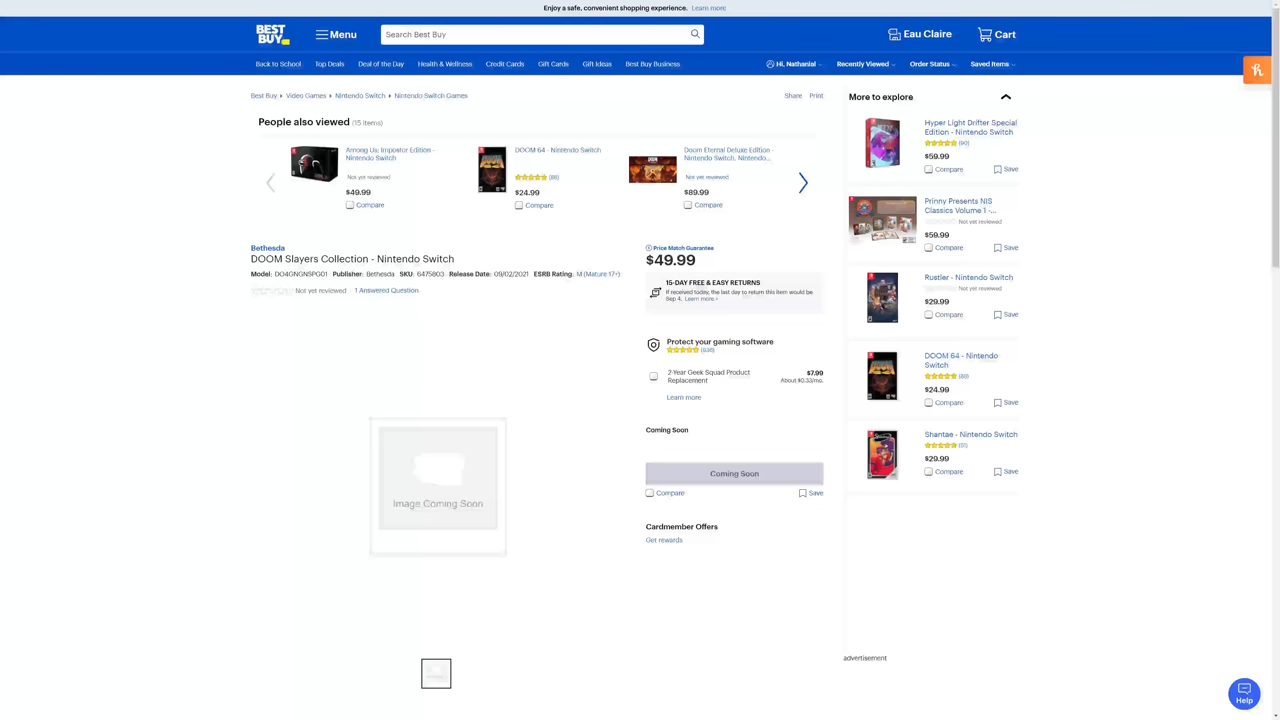 Enjoy a safe, convenient shopping experience. Learn more
BEST BUY
Menu
Search Best Buy
Eau Claire
Cart
Back to School
Top Deals
Deal of the Day
Health & Wellness
Credit Cards
Gift Cards
Gift Ideas
Best Buy Business
Hi, Nathanial
Recently Viewed
Order Status
Saved Items
Best Buy
Video Games
Nintendo Switch
Nintendo Switch Games
Share
Print
People also viewed (15 items)
Among Us: Impostor Edition -
Nintendo Switch
Not yet reviewed
$49.99
Compare
DOOM 64 - Nintendo Switch
(88)
$24.99
Compare
Doom Eternal Deluxe Edition -
Nintendo Switch, Nintendo...
Not yet reviewed
$89.99
Compare
Bethesda
DOOM Slayers Collection - Nintendo Switch
Model: DO4GNGNSPG01 Publisher: Bethesda SKU: 6475803 Release Date: 09/02/2021 ESRB Rating: M (Mature 17+)
Not yet reviewed
1 Answered Question
Image Coming Soon
Price Match Guarantee
$49.99
15-DAY FREE & EASY RETURNS
If received today, the last day to return this item would be
Sep 4. Learn more
Protect your gaming software
2-Year Geek Squad Product
Replacement
$7.99
About $0.33/mo.
Learn more
Coming Soon
Coming Soon
Compare
Save
Cardmember Offers
Get rewards
More to explore
Hyper Light Drifter Special
Edition - Nintendo Switch
(90)
$59.99
Compare
Save
Prinny Presents NIS
Classics Volume 1 -...
Not yet reviewed
$59.99
Compare
Save
Rustler - Nintendo Switch
Not yet reviewed
$29.99
Compare
Save
DOOM 64 - Nintendo
Switch
$24.99
Compare
Save
Shantae - Nintendo Switch
(51)
$29.99
Compare
Save
advertisement
Help